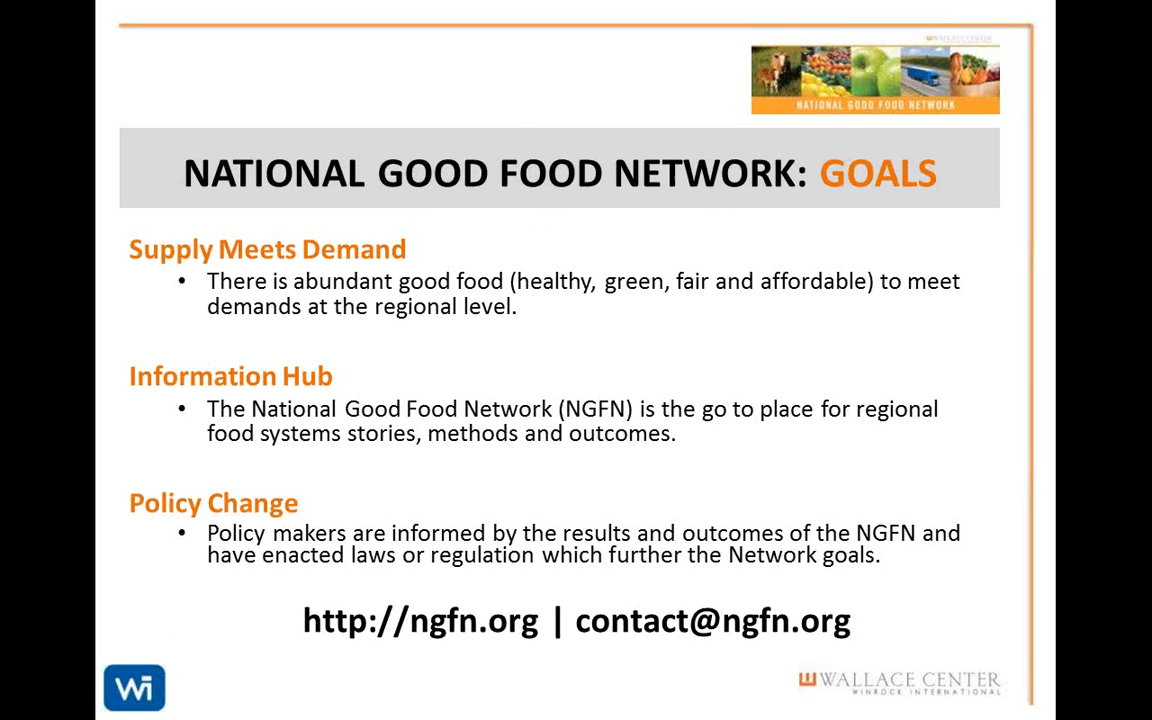 WALLACE CENTER
NATIONAL GOOD FOOD NETWORK
NATIONAL GOOD FOOD NETWORK: GOALS
Supply Meets Demand
• There is abundant good food (healthy, green, fair and affordable) to meet
demands at the regional level.
Information Hub
• The National Good Food Network (NGFN) is the go to place for regional
food systems stories, methods and outcomes.
Policy Change
• Policy makers are informed by the results and outcomes of the NGFN and
have enacted laws or regulation which further the Network goals.
http://ngfn.org | contact@ngfn.org
Wi
WALLACE CENTER
WINROCK INTERNATIONAL